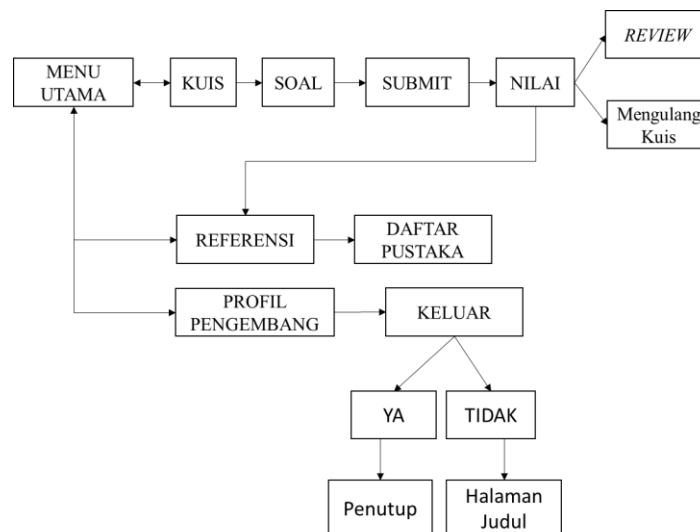 REVIEW
MENU
UTAMA
KUIS
SOAL
SUBMIT
NILAI
Mengulang
Kuis
REFERENSI
DAFTAR
PUSTAKA
PROFIL
PENGEMBANG
KELUAR
YA
TIDAK
Penutup
Halaman
Judul